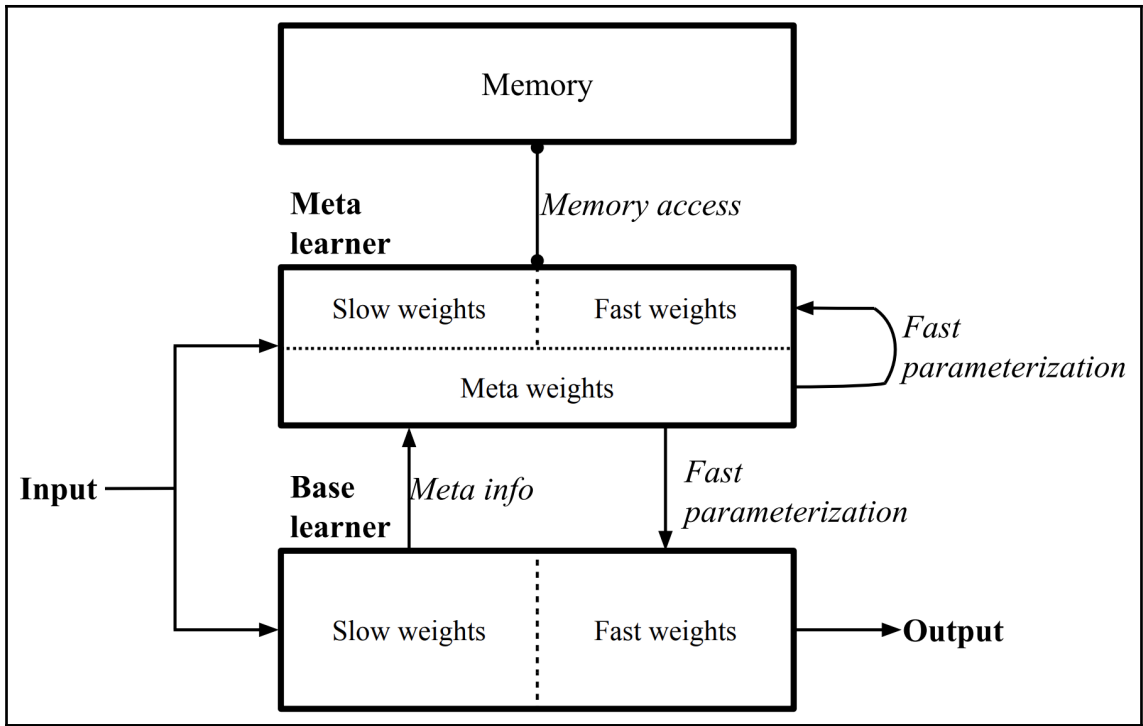 Memory
Memory access
Meta
learner
Slow weights
Fast weights
Meta weights
Fast
parameterization
Input
Base
learner
Meta info
Fast
parameterization
Slow weights
Fast weights
Output